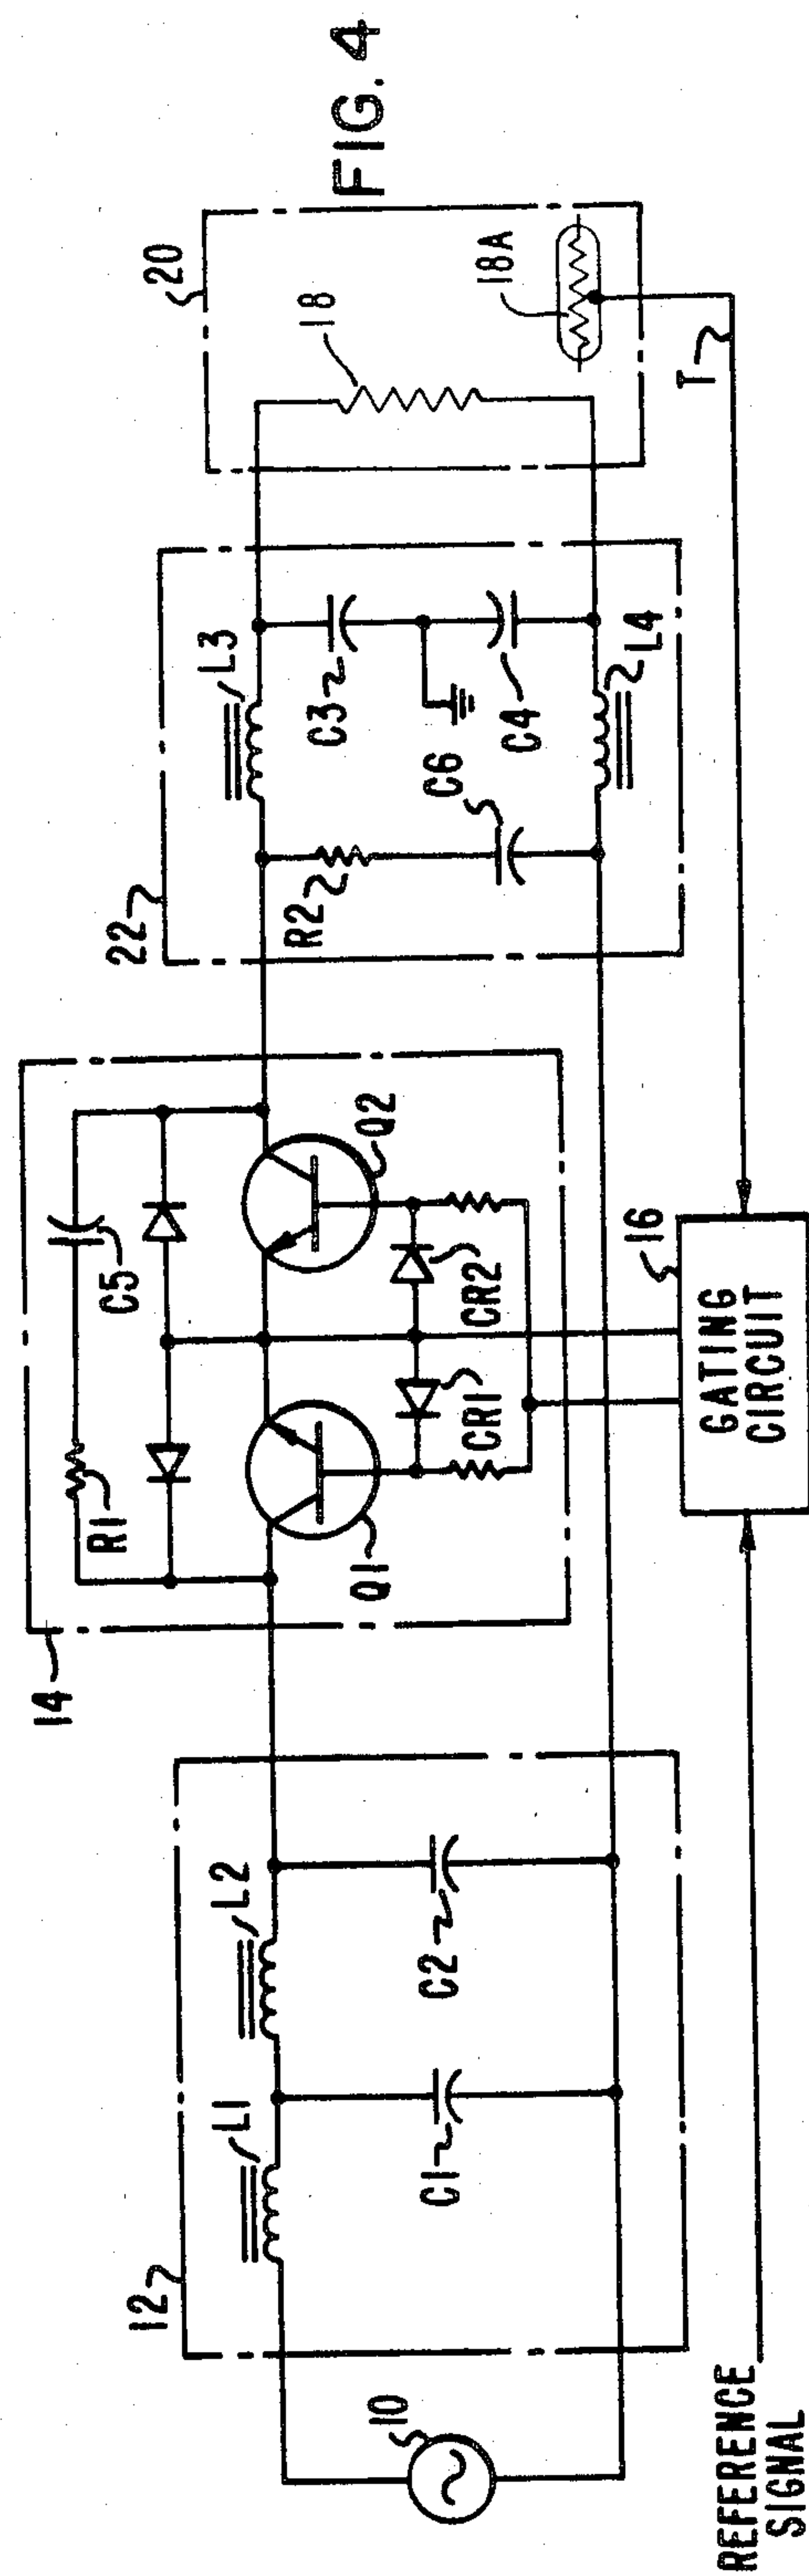 FIG. 4
20
18
18A
T
22
L3
C3
C6
C4
L4
R2
14
R1
C5
Q2
Q1
CR2
CR1
16
GATING
CIRCUIT
12
L1
L2
C1
C2
10
REFERENCE
SIGNAL